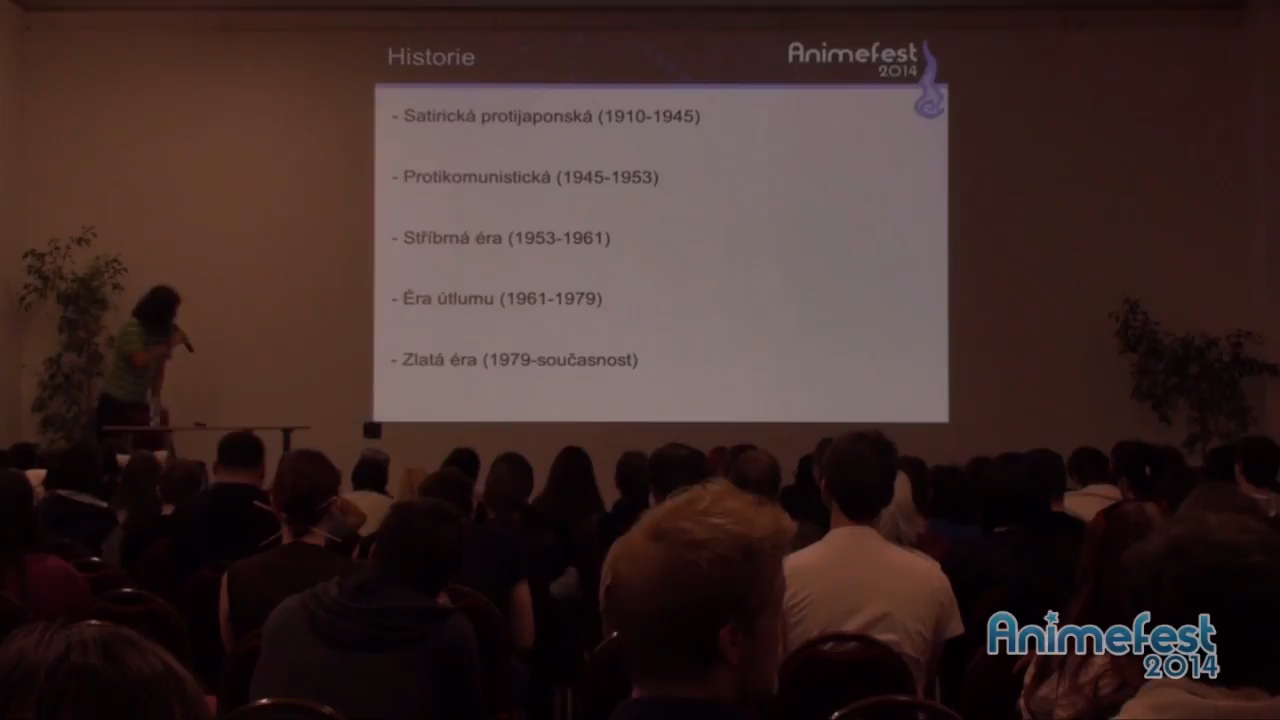 Historie
Animefest
2014
- Satirická protijaponská (1910-1945)
- Protikomunistická (1945-1953)
- Stříbrná éra (1953-1961)
- Éra útlumu (1961-1979)
- Zlatá éra (1979-současnost)
Animefest
2014